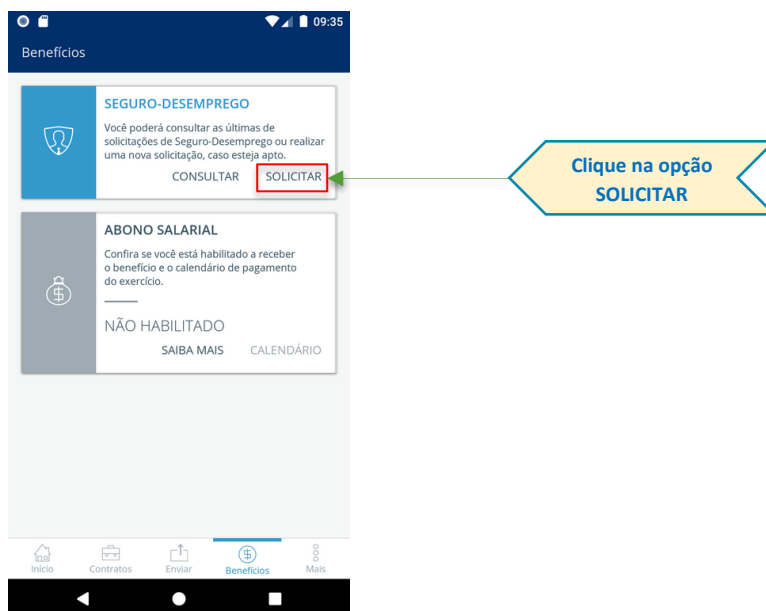 09:35
Benefícios
SEGURO-DESEMPREGO
Você poderá consultar as últimas de
solicitações de Seguro-Desemprego ou realizar
uma nova solicitação, caso esteja apto.
CONSULTAR SOLICITAR
Clique na opção
SOLICITAR
ABONO SALARIAL
Confira se você está habilitado a receber
o benefício e o calendário de pagamento
do exercício.
NÃO HABILITADO
SAIBA MAIS CALENDÁRIO
Início Contratos Enviar Benefícios Mais